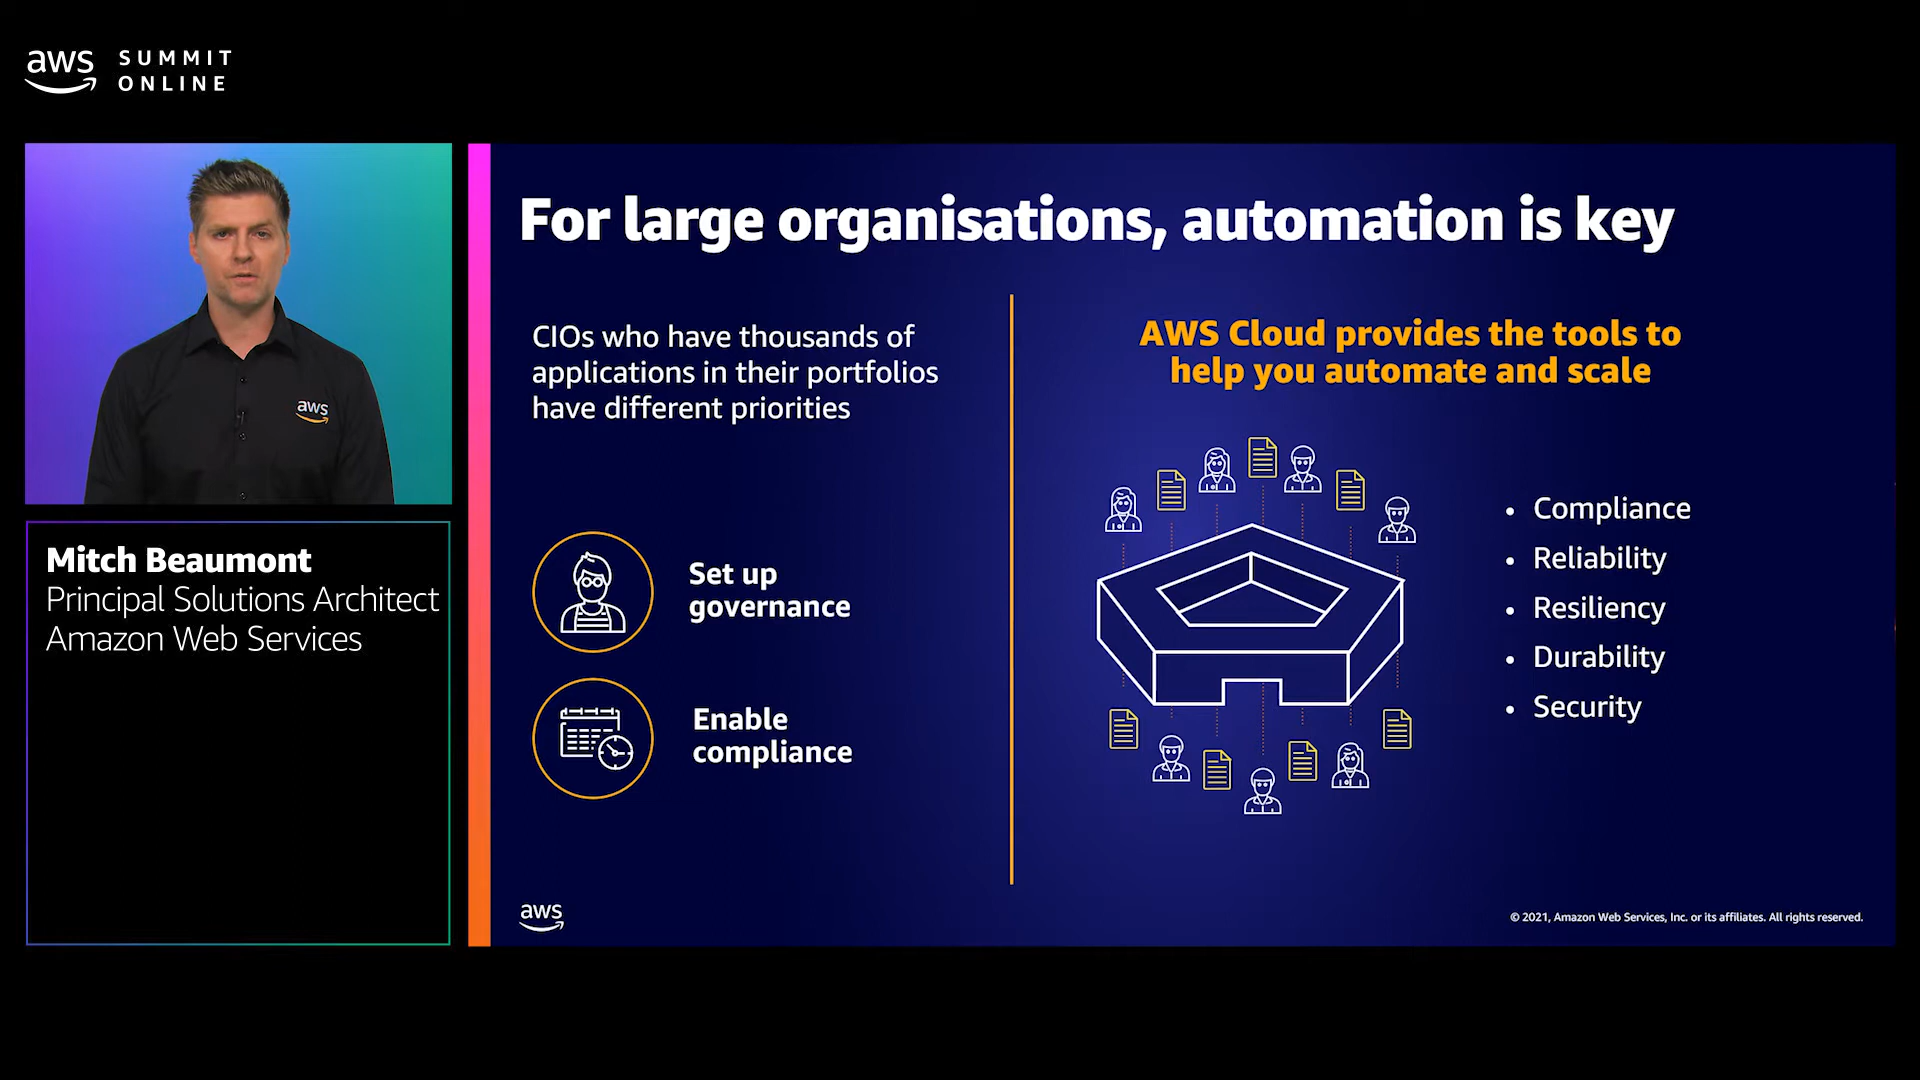 aws SUMMIT
ONLINE
aws
Mitch Beaumont
Principal Solutions Architect
Amazon Web Services
For large organisations, automation is key
CIOs who have thousands of
applications in their portfolios
have different priorities
Set up
governance
Enable
compliance
AWS Cloud provides the tools to
help you automate and scale
• Compliance
• Reliability
• Resiliency
• Durability
• Security
aws
© 2021, Amazon Web Services, Inc. or its affiliates. All rights reserved.